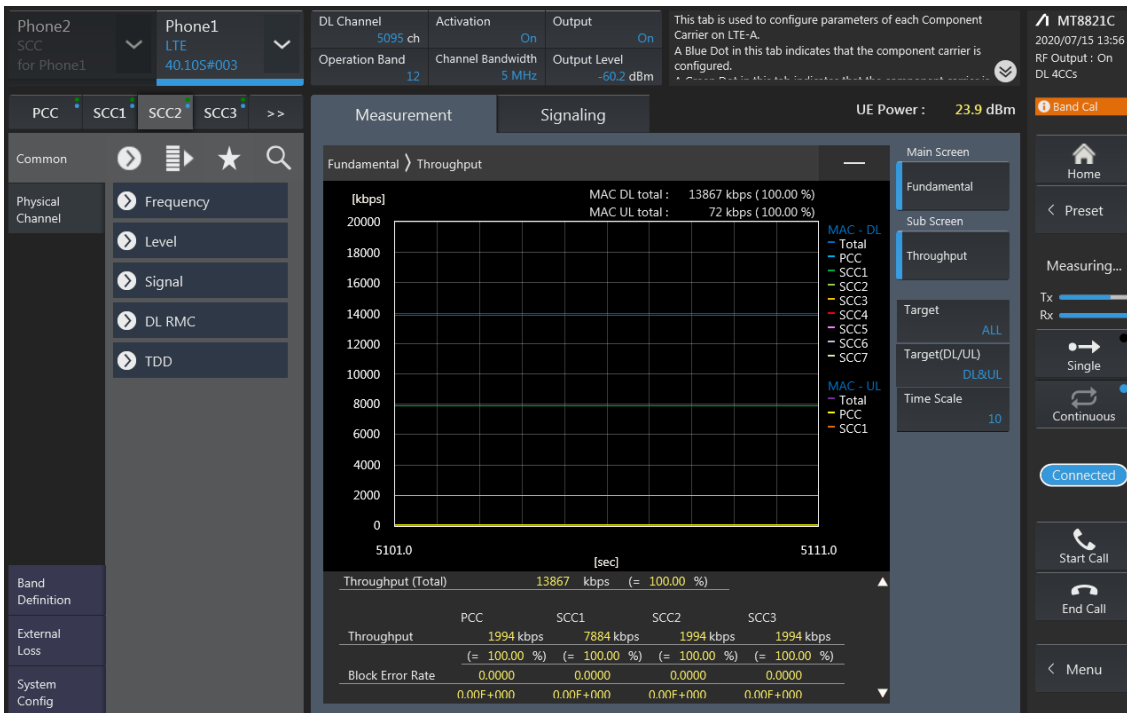 Phone2
SCC
for Phone1
Phone1
LTE
40.10S#003
DL Channel
5095 ch
Operation Band
12
Activation
On
Channel Bandwidth
5 MHz
Output
On
Output Level
-60.2 dBm
This tab is used to configure parameters of each Component
Carrier on LTE-A.
A Blue Dot in this tab indicates that the component carrier is
configured.
A Green Dot in this tab indicates that the component carrier is
MT8821C
2020/07/15 13:56
RF Output : On
DL 4CCs
Band Cal
PCC SCC1 SCC2 SCC3 >>
Measurement
Signaling
UE Power : 23.9 dBm
Common
Physical
Channel
Frequency
Level
Signal
DL RMC
TDD
Band
Definition
External
Loss
System
Config
Fundamental Throughput
[kbps]
MAC DL total : 13867 kbps ( 100.00 %)
MAC UL total : 72 kbps ( 100.00 %)
20000
18000
16000
14000
12000
10000
8000
6000
4000
2000
0
5101.0
5111.0
[sec]
MAC - DL
Total
PCC
SCC1
SCC2
SCC3
SCC4
SCC5
SCC6
SCC7
MAC - UL
Total
PCC
SCC1
Throughput (Total) 13867 kbps (= 100.00 %)
PCC SCC1 SCC2 SCC3
Throughput 1994 kbps 7884 kbps 1994 kbps 1994 kbps
(= 100.00 %) (= 100.00 %) (= 100.00 %) (= 100.00 %)
Block Error Rate 0.0000 0.0000 0.0000 0.0000
0.00E+000 0.00E+000 0.00E+000 0.00E+000
Main Screen
Fundamental
Sub Screen
Throughput
Target
ALL
Target(DL/UL)
DL&UL
Time Scale
10
Home
< Preset
Measuring...
Tx
Rx
Single
Continuous
Connected
Start Call
End Call
< Menu